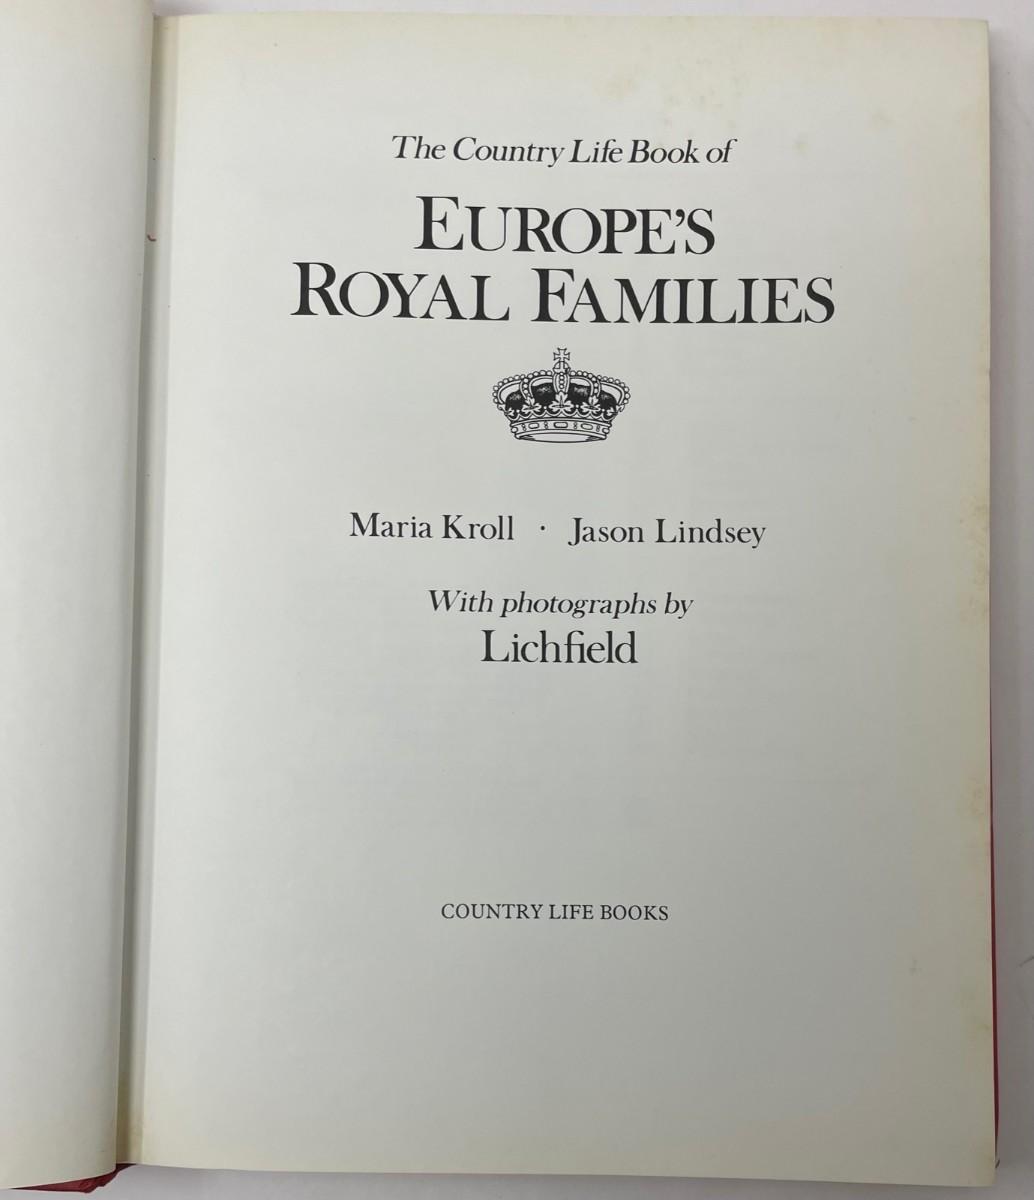 The Country Life Book of
EUROPE'S
ROYAL FAMILIES
Maria Kroll · Jason Lindsey
With photographs by
Lichfield
COUNTRY LIFE BOOKS